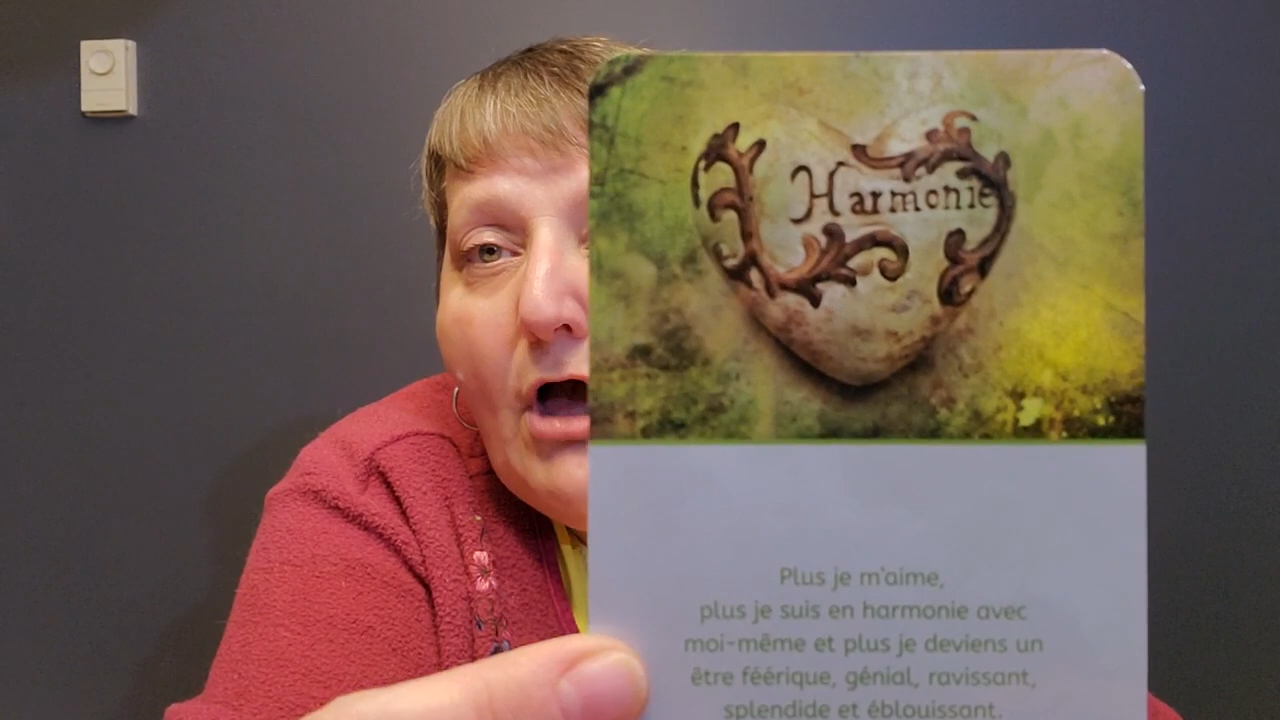 Harmonie
Plus je m'aime,
plus je suis en harmonie avec
moi-même et plus je deviens un
être féérique, génial, ravissant,
splendide et éblouissant.